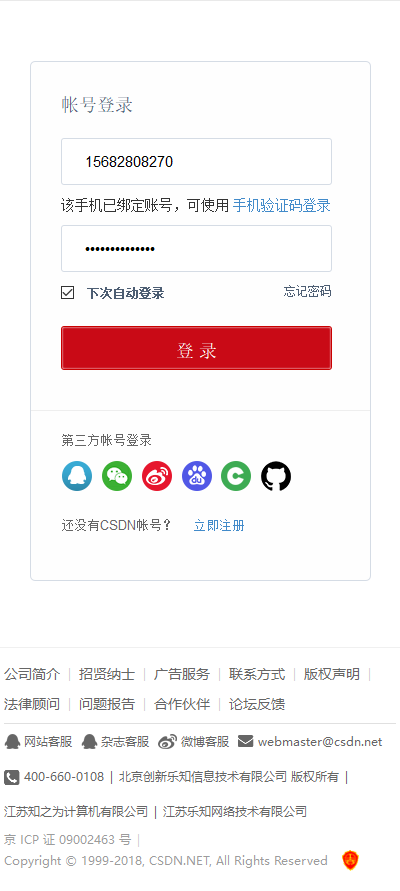 帐号登录
15682808270
该手机已绑定账号，可使用 手机验证码登录
••••••••••••••
下次自动登录 忘记密码
登 录
第三方帐号登录
还没有CSDN帐号？ 立即注册
公司简介 | 招贤纳士 | 广告服务 | 联系方式 | 版权声明 |
法律顾问 | 问题报告 | 合作伙伴 | 论坛反馈
网站客服 杂志客服 微博客服 webmaster@csdn.net
400-660-0108 | 北京创新乐知信息技术有限公司 版权所有 |
江苏知之为计算机有限公司 | 江苏乐知网络技术有限公司
京 ICP 证 09002463 号 |
Copyright © 1999-2018, CSDN.NET, All Rights Reserved